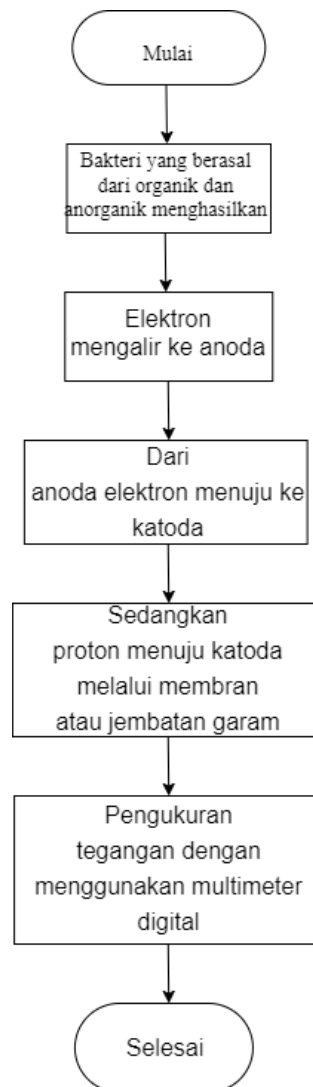 Mulai
Bakteri yang berasal
dari organik dan
anorganik menghasilkan
Elektron
mengalir ke anoda
Dari
anoda elektron menuju ke
katoda
Sedangkan
proton menuju katoda
melalui membran
atau jembatan garam
Pengukuran
tegangan dengan
menggunakan multimeter
digital
Selesai